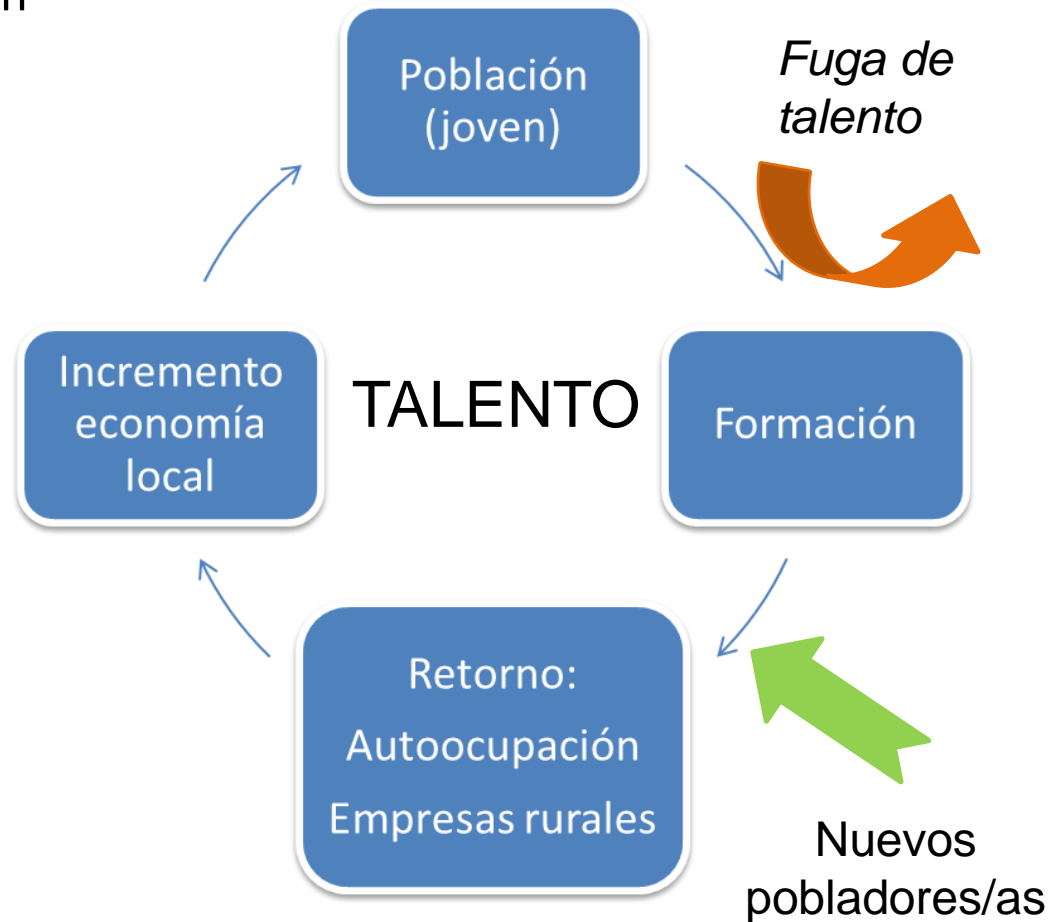 Población
(joven)
Fuga de
talento
Incremento
economía
local
TALENTO
Formación
Retorno:
Autoocupación
Empresas rurales
Nuevos
pobladores/as